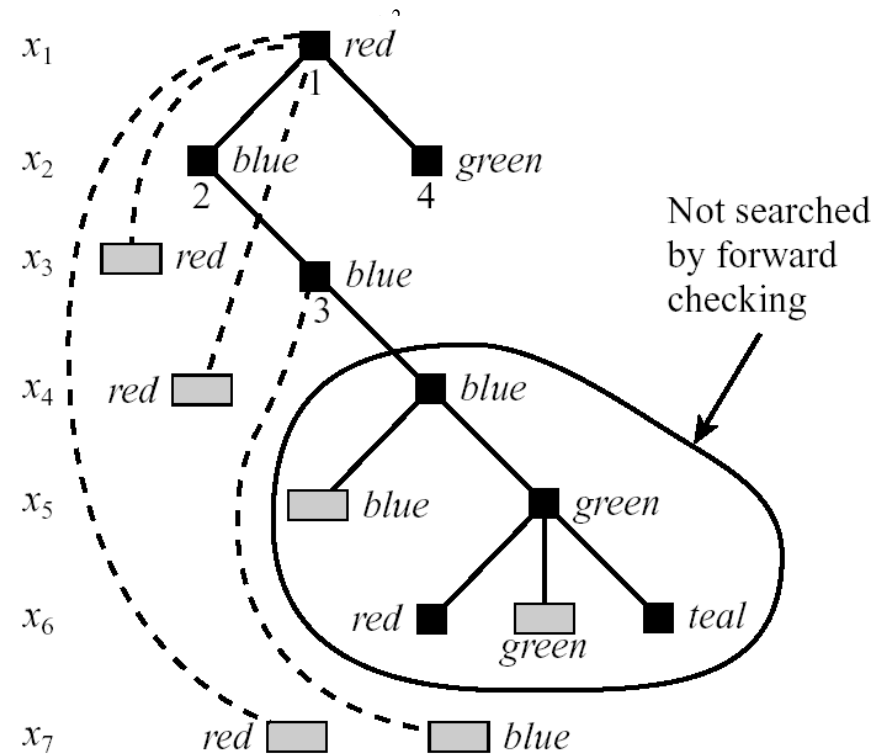 x1 red
1
x2 blue green
2 4
Not searched
by forward
checking
x3 red blue
3
x4 red blue
x5 blue green
x6 red teal
green
x7 red blue